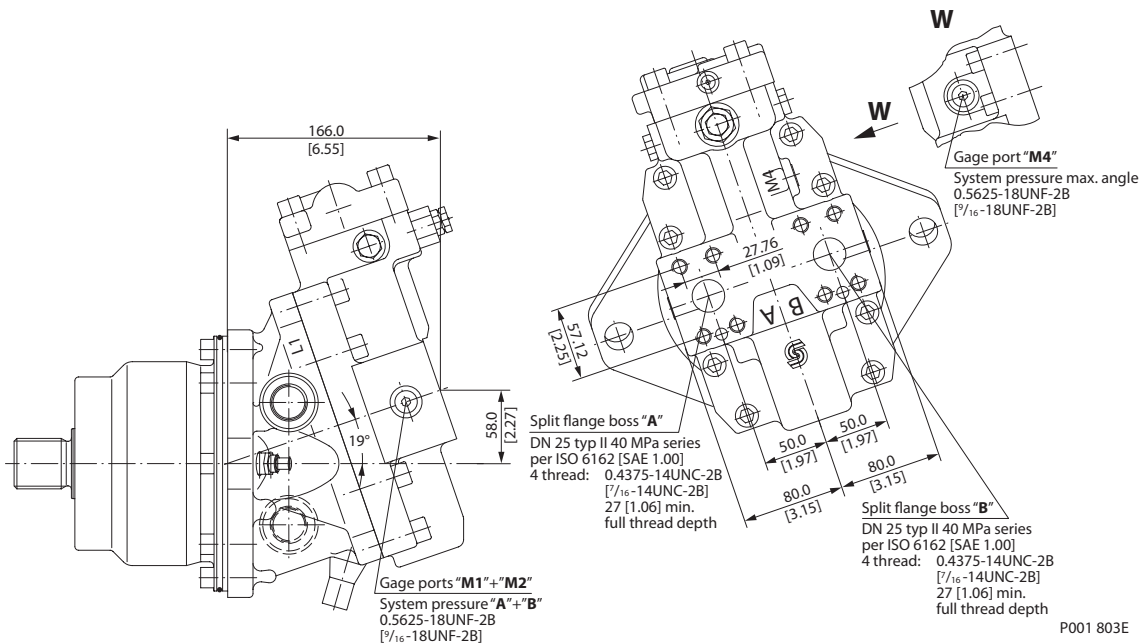 W
W
166.0
[6.55]
Gage port "M4"
System pressure max. angle
0.5625-18UNF-2B
[9/16-18UNF-2B]
M4
27.76
[1.09]
57.12
[2.25]
B A
L1
58.0
[2.27]
19°
Split flange boss "A"
DN 25 typ II 40 MPa series
per ISO 6162 [SAE 1.00]
4 thread: 0.4375-14UNC-2B
[7/16-14UNC-2B]
27 [1.06] min.
full thread depth
50.0
[1.97]
50.0
[1.97]
80.0
[3.15]
80.0
[3.15]
Split flange boss "B"
DN 25 typ II 40 MPa series
per ISO 6162 [SAE 1.00]
4 thread: 0.4375-14UNC-2B
[7/16-14UNC-2B]
27 [1.06] min.
full thread depth
Gage ports "M1"+"M2"
System pressure "A"+"B"
0.5625-18UNF-2B
[9/16-18UNF-2B]
P001 803E